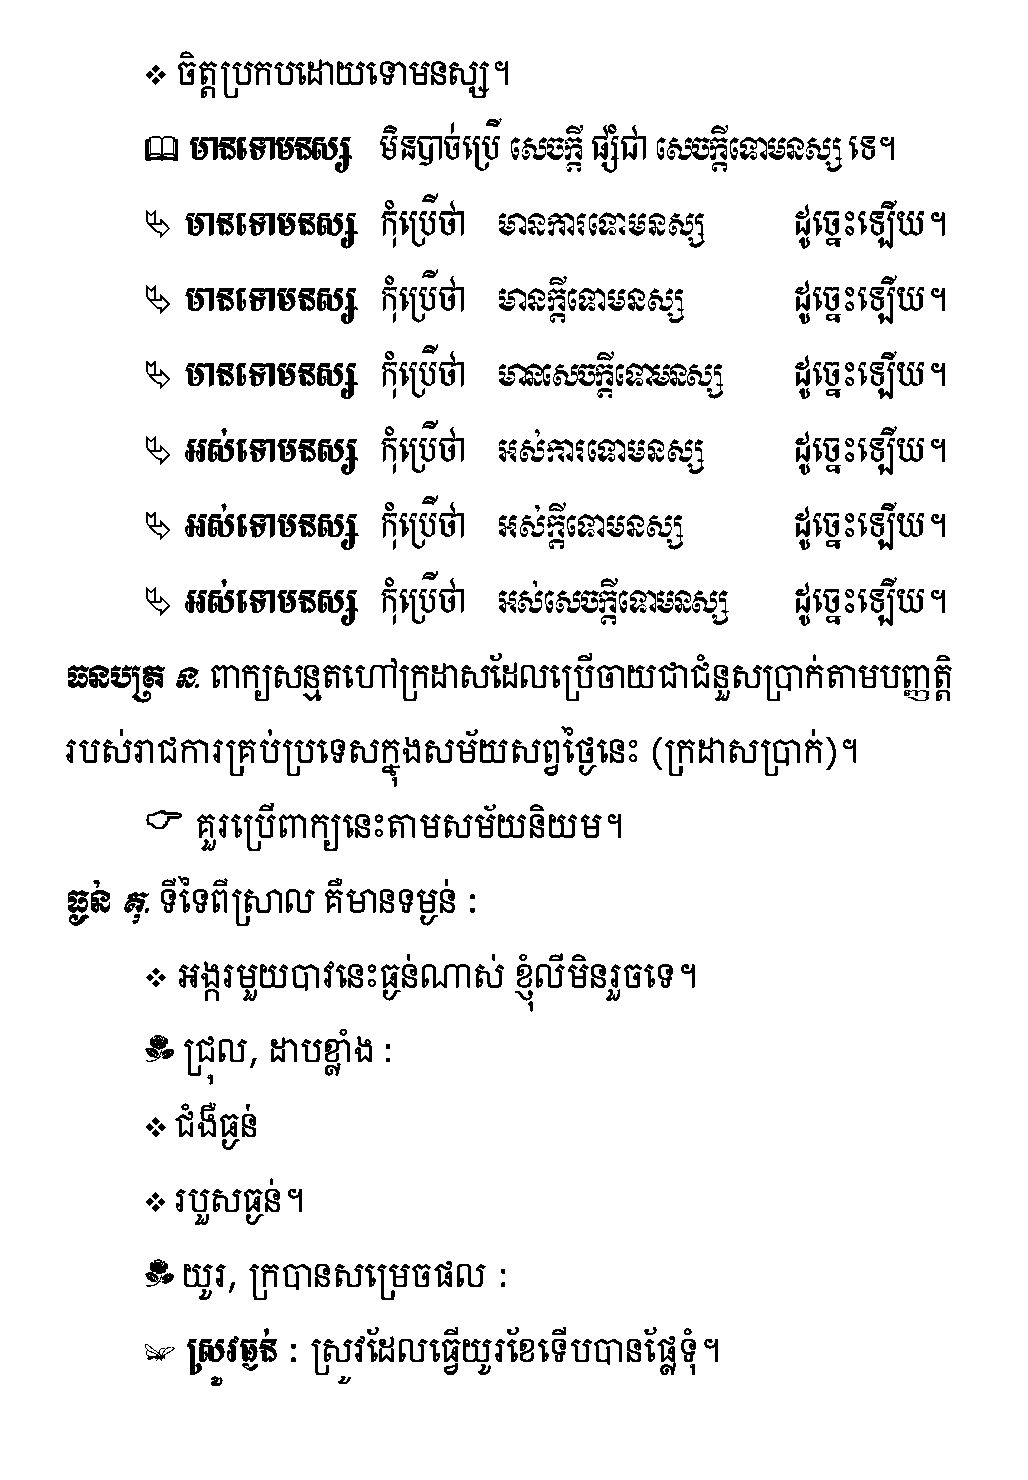 ❖ ចិត្តប្រកបដោយទោមនស្ស។
🕮 មានទោមនស្ស មិនបាច់ប្រើ សេចក្ដី ផ្សំជា សេចក្ដីទោមនស្ស ទេ។
មានទោមនស្ស កុំប្រើថា មានការទោមនស្ស ដូច្នេះឡើយ។
មានទោមនស្ស កុំប្រើថា មានក្ដីទោមនស្ស ដូច្នេះឡើយ។
មានទោមនស្ស កុំប្រើថា មានសេចក្ដីទោមនស្ស ដូច្នេះឡើយ។
អស់ទោមនស្ស កុំប្រើថា អស់ការទោមនស្ស ដូច្នេះឡើយ។
អស់ទោមនស្ស កុំប្រើថា អស់ក្ដីទោមនស្ស ដូច្នេះឡើយ។
អស់ទោមនស្ស កុំប្រើថា អស់សេចក្ដីទោមនស្ស ដូច្នេះឡើយ។
ធនបត្រ ន. ពាក្យសន្មតហៅក្រដាសដែលប្រើចាយជាជំនួសប្រាក់តាមបញ្ញត្តិ
របស់រាជការគ្រប់ប្រទេសក្នុងសម័យសព្វថ្ងៃនេះ (ក្រដាសប្រាក់)។
☞ គួរប្រើពាក្យនេះតាមសម័យនិយម។
ធ្ងន់ គុ. ទីទៃពីស្រាល គឺមានទម្ងន់ :
❖ អង្ករមួយបាវនេះធ្ងន់ណាស់ ខ្ញុំលីមិនរួចទេ។
ជ្រុល, ដាបខ្លាំង :
❖ ជំងឺធ្ងន់
❖ របួសធ្ងន់។
យូរ, ក្របានសម្រេចផល :
ស្រូវធ្ងន់ : ស្រូវដែលធ្វើយូរខែទើបបានផ្លែទុំ។